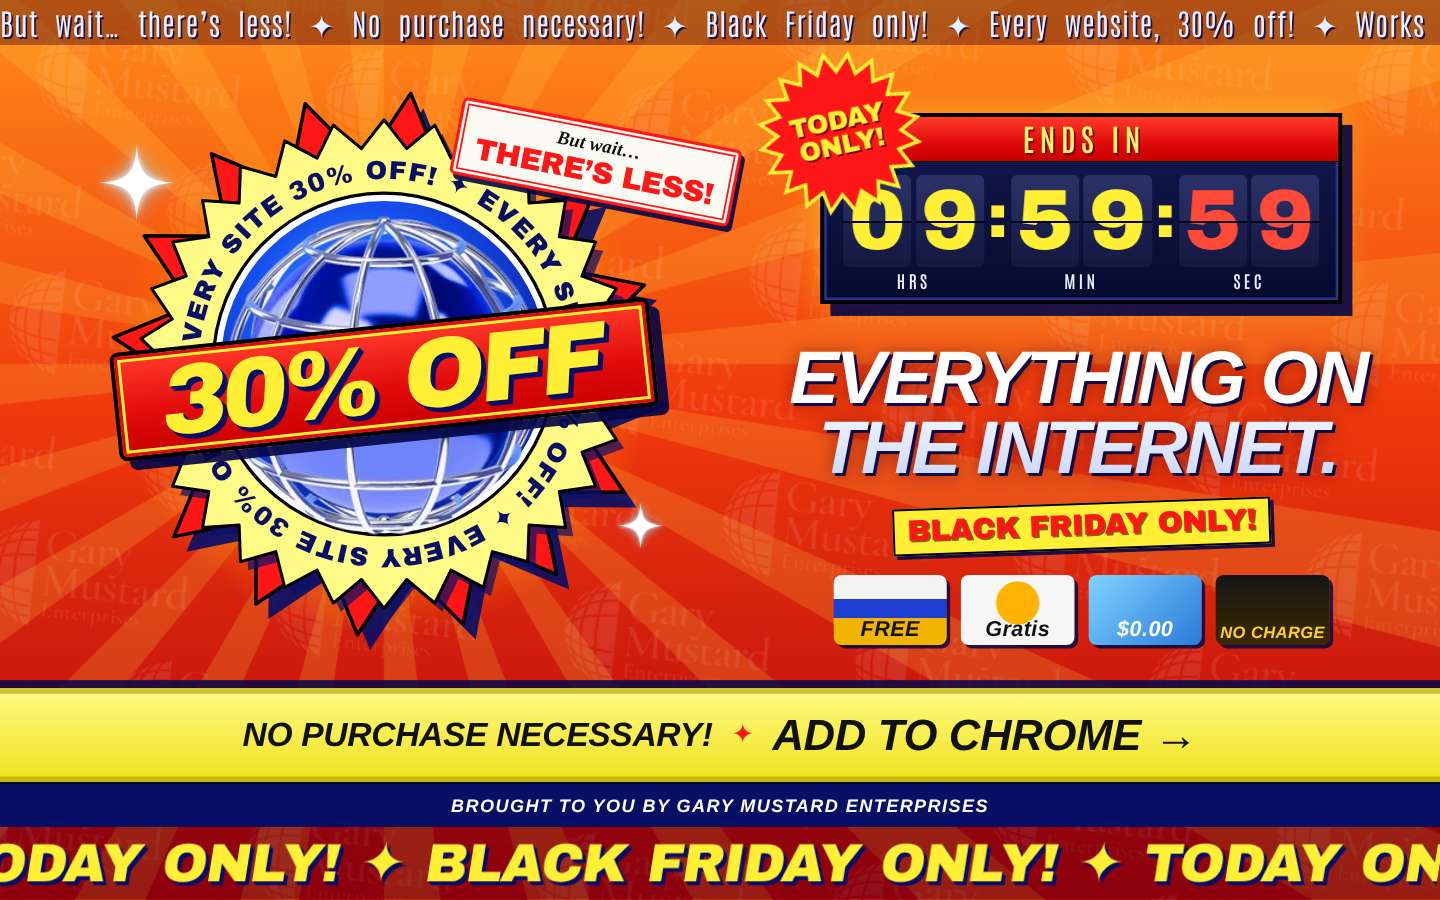 But wait… there's less! ✦ No purchase necessary! ✦ Black Friday only! ✦ Every website, 30% off! ✦ Works
EVERY SITE 30% OFF! ✦ EVERY S
% OFF! ✦ EVERY SITE 30% O
But wait…
THERE'S LESS!
30% OFF
TODAY
ONLY!
ENDS IN
09:59:59
HRS MIN SEC
EVERYTHING ON
THE INTERNET.
BLACK FRIDAY ONLY!
FREE Gratis $0.00 NO CHARGE
NO PURCHASE NECESSARY! ✦ ADD TO CHROME →
BROUGHT TO YOU BY GARY MUSTARD ENTERPRISES
ODAY ONLY! ✦ BLACK FRIDAY ONLY! ✦ TODAY ON
Gary
Mustard
Enterprises